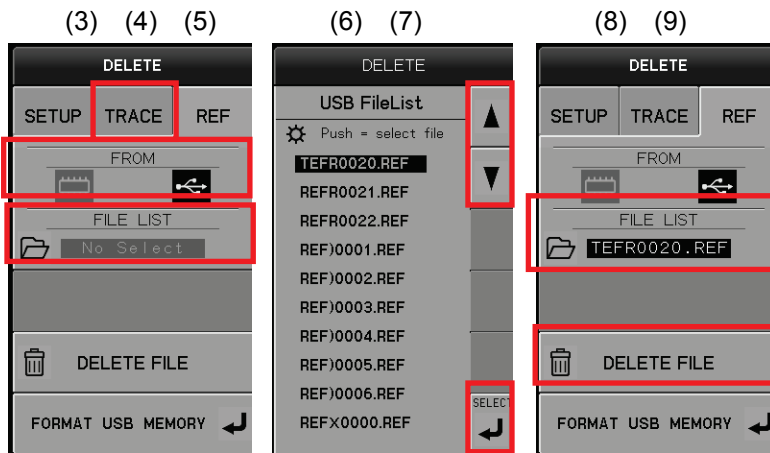 (3) (4) (5)
DELETE
SETUP TRACE REF
FROM
FILE LIST
No Select
DELETE FILE
FORMAT USB MEMORY
(6) (7)
DELETE
USB FileList
Push = select file
TEFR0020.REF
REFR0021.REF
REFR0022.REF
REF)0001.REF
REF)0002.REF
REF)0003.REF
REF)0004.REF
REF)0005.REF
REF)0006.REF
REFX0000.REF
SELECT
(8) (9)
DELETE
SETUP TRACE REF
FROM
FILE LIST
TEFR0020.REF
DELETE FILE
FORMAT USB MEMORY